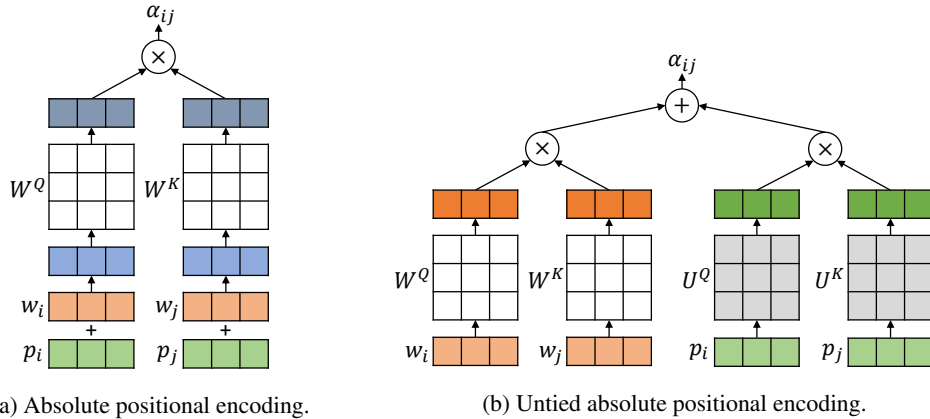 α_ij
×
W^Q
W^K
w_i
w_j
+
+
p_i
p_j
a) Absolute positional encoding.
α_ij
+
×
×
W^Q
W^K
U^Q
U^K
w_i
w_j
p_i
p_j
(b) Untied absolute positional encoding.